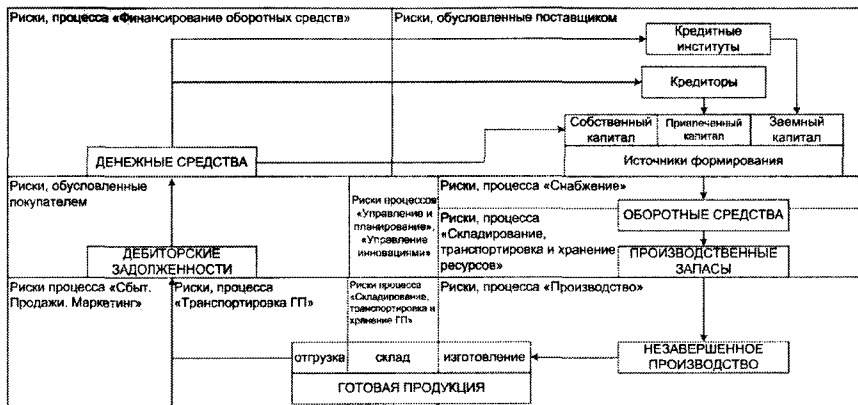 Риски, процесса «Финансирование оборотных средств»
Риски, обусловленные поставщиком
Кредитные
институты
Кредиторы
Собственный
капитал
Привлеченный
капитал
Заемный
капитал
Источники формирования
ДЕНЕЖНЫЕ СРЕДСТВА
Риски, обусловленные
покупателем
Риски процессов
«Управление и
планирование»,
«Управление
инновациями»
Риски, процесса «Снабжение»
Риски, процесса
«Складирование,
транспортировка и хранение
ресурсов»
ОБОРОТНЫЕ СРЕДСТВА
ПРОИЗВОДСТВЕННЫЕ
ЗАПАСЫ
ДЕБИТОРСКИЕ
ЗАДОЛЖЕННОСТИ
Риски процесса «Сбыт.
Продажи. Маркетинг»
Риски, процесса
«Транспортировка ГП»
Риски процесса
«Складирование,
транспортировка и
хранение ГП»
Риски, процесса «Производство»
отгрузка
склад
изготовление
ГОТОВАЯ ПРОДУКЦИЯ
НЕЗАВЕРШЕННОЕ
ПРОИЗВОДСТВО